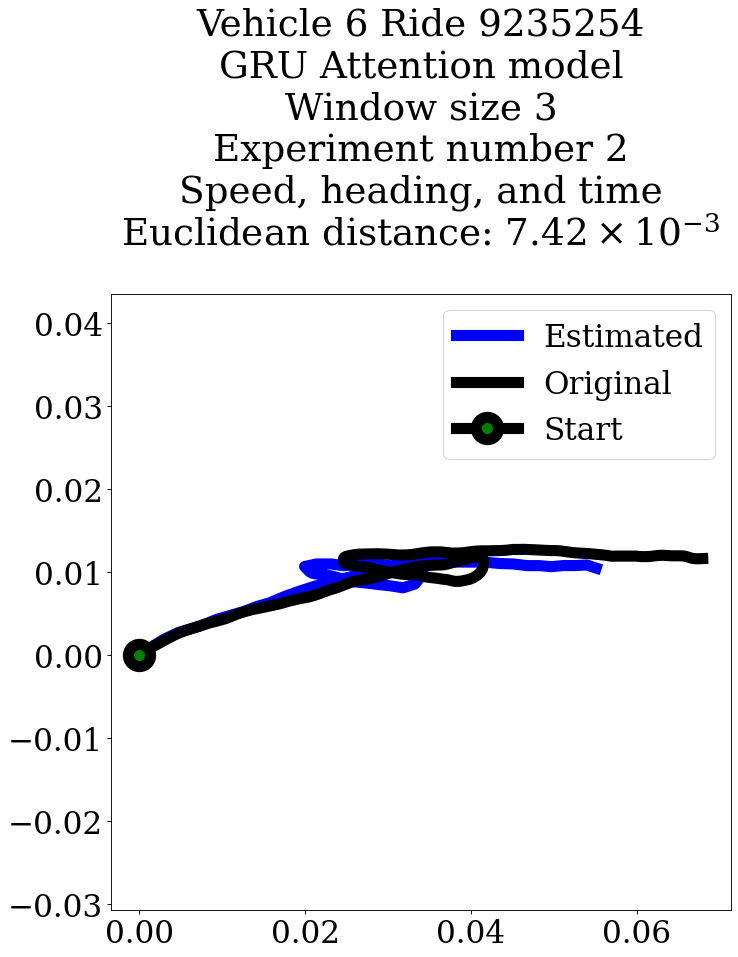 Vehicle 6 Ride 9235254
GRU Attention model
Window size 3
Experiment number 2
Speed, heading, and time
Euclidean distance: 7.42 × 10⁻³
Estimated
Original
Start
0.04
0.03
0.02
0.01
0.00
−0.01
−0.02
−0.03
0.00 0.02 0.04 0.06